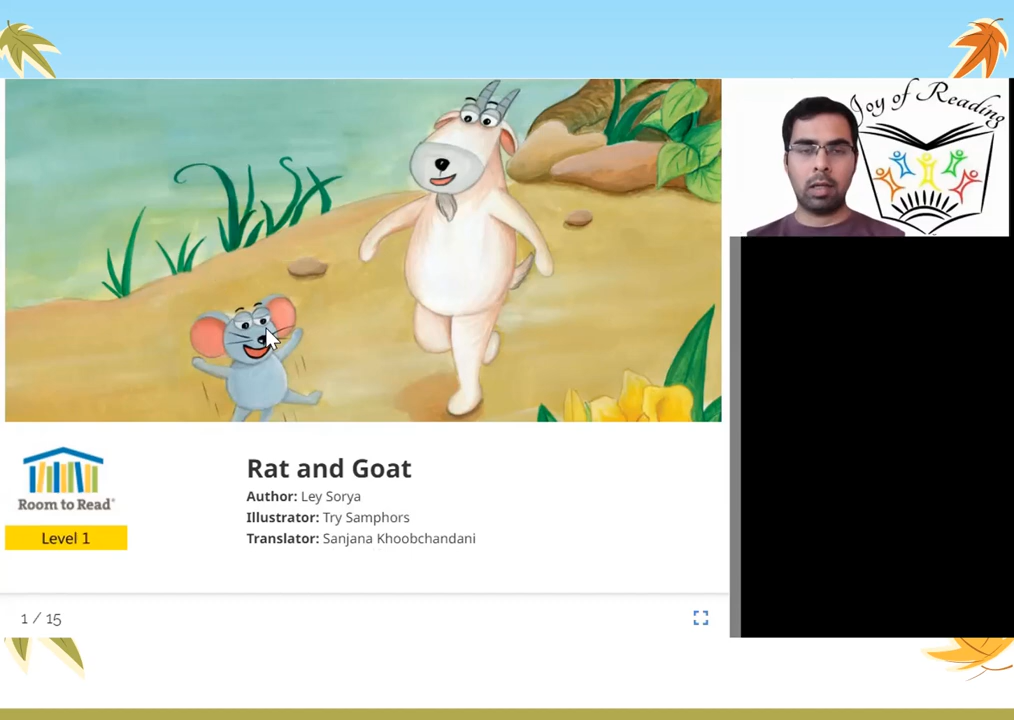 Joy of Reading
Room to Read®
Level 1
Rat and Goat
Author: Ley Sorya
Illustrator: Try Samphors
Translator: Sanjana Khoobchandani
1 / 15